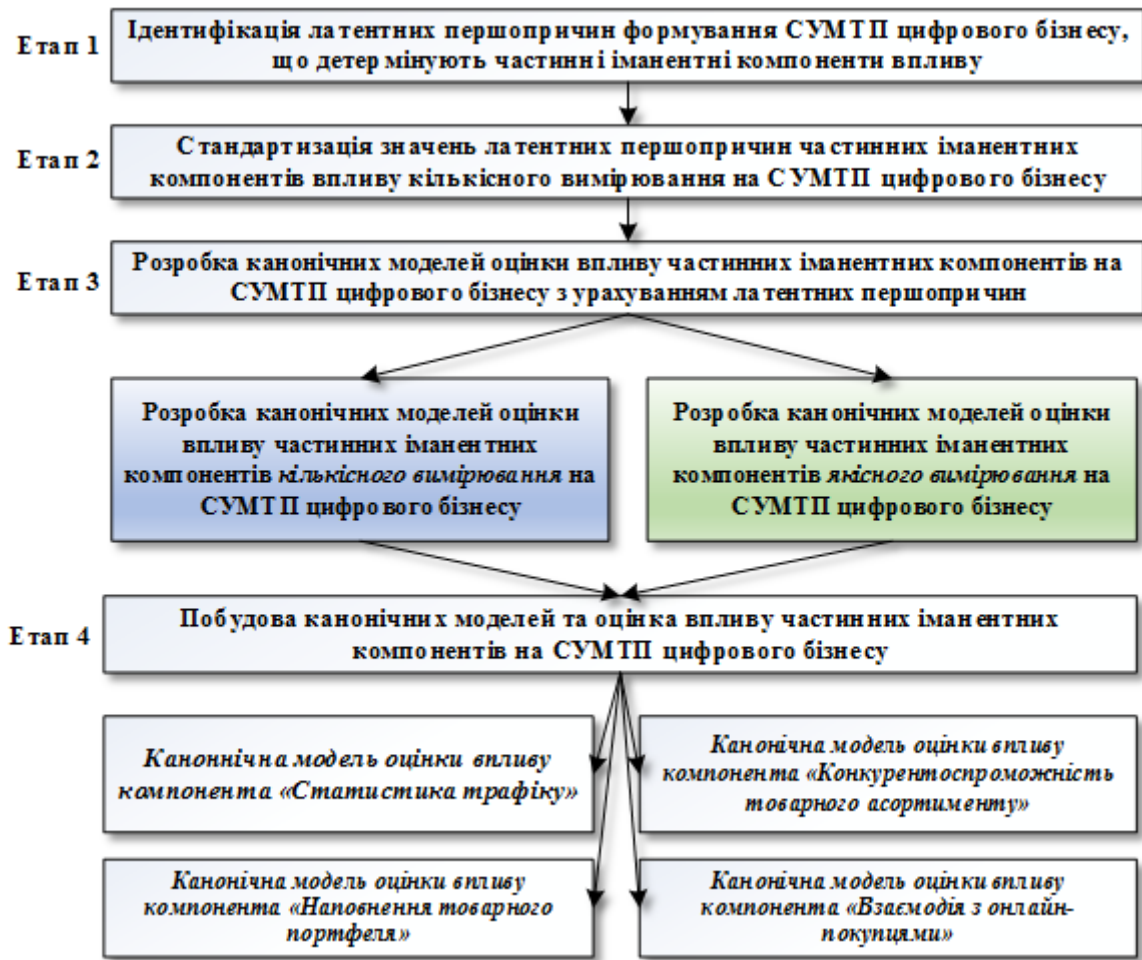 Етап 1
Ідентифікація латентних першопричин формування СУМТП цифрового бізнесу,
що детермінують частинні іманентні компоненти впливу
Етап 2
Стандартизація значень латентних першопричин частинних іманентних
компонентів впливу кількісного вимірювання на СУМТП цифрового бізнесу
Етап 3
Розробка канонічних моделей оцінки впливу частинних іманентних компонентів на
СУМТП цифрового бізнесу з урахуванням латентних першопричин
Розробка канонічних моделей оцінки
впливу частинних іманентних
компонентів кількісного вимірювання на
СУМТП цифрового бізнесу
Розробка канонічних моделей оцінки
впливу частинних іманентних
компонентів якісного вимірювання на
СУМТП цифрового бізнесу
Етап 4
Побудова канонічних моделей та оцінка впливу частинних іманентних
компонентів на СУМТП цифрового бізнесу
Каноннічна модель оцінки впливу
компонента «Статистика трафіку»
Канонічна модель оцінки впливу
компонента «Конкурентоспроможність
товарного асортименту»
Канонічна модель оцінки впливу
компонента «Наповнення товарного
портфеля»
Канонічна модель оцінки впливу
компонента «Взаємодія з онлайн-
покупцями»